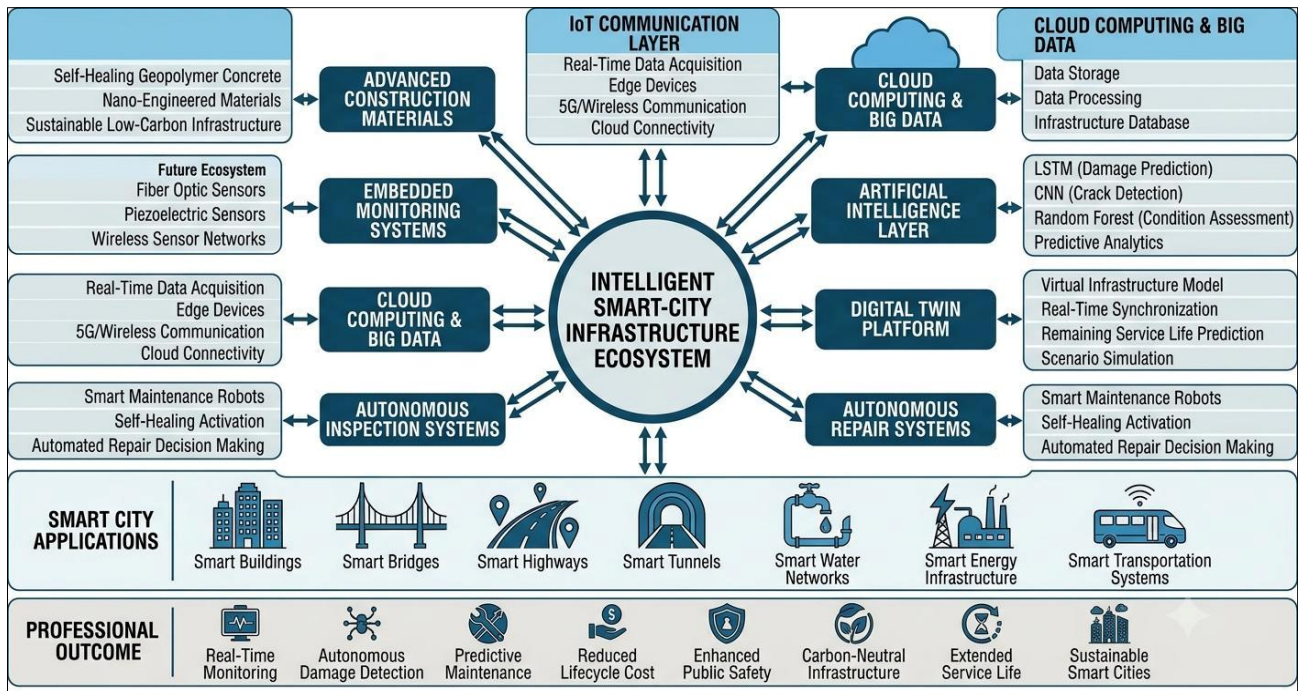 IoT COMMUNICATION
LAYER
Real-Time Data Acquisition
Edge Devices
5G/Wireless Communication
Cloud Connectivity
CLOUD COMPUTING & BIG
DATA
Data Storage
Data Processing
Infrastructure Database
CLOUD
COMPUTING &
BIG DATA
Self-Healing Geopolymer Concrete
Nano-Engineered Materials
Sustainable Low-Carbon Infrastructure
ADVANCED
CONSTRUCTION
MATERIALS
Future Ecosystem
Fiber Optic Sensors
Piezoelectric Sensors
Wireless Sensor Networks
EMBEDDED
MONITORING
SYSTEMS
ARTIFICIAL
INTELLIGENCE
LAYER
LSTM (Damage Prediction)
CNN (Crack Detection)
Random Forest (Condition Assessment)
Predictive Analytics
Real-Time Data Acquisition
Edge Devices
5G/Wireless Communication
Cloud Connectivity
CLOUD
COMPUTING &
BIG DATA
INTELLIGENT
SMART-CITY
INFRASTRUCTURE
ECOSYSTEM
DIGITAL TWIN
PLATFORM
Virtual Infrastructure Model
Real-Time Synchronization
Remaining Service Life Prediction
Scenario Simulation
Smart Maintenance Robots
Self-Healing Activation
Automated Repair Decision Making
AUTONOMOUS
INSPECTION SYSTEMS
AUTONOMOUS
REPAIR SYSTEMS
Smart Maintenance Robots
Self-Healing Activation
Automated Repair Decision Making
SMART CITY
APPLICATIONS
Smart Buildings
Smart Bridges
Smart Highways
Smart Tunnels
Smart Water
Networks
Smart Energy
Infrastructure
Smart Transportation
Systems
PROFESSIONAL
OUTCOME
Real-Time
Monitoring
Autonomous
Damage Detection
Predictive
Maintenance
$
Reduced
Lifecycle Cost
Enhanced
Public Safety
Carbon-Neutral
Infrastructure
Extended
Service Life
Sustainable
Smart Cities